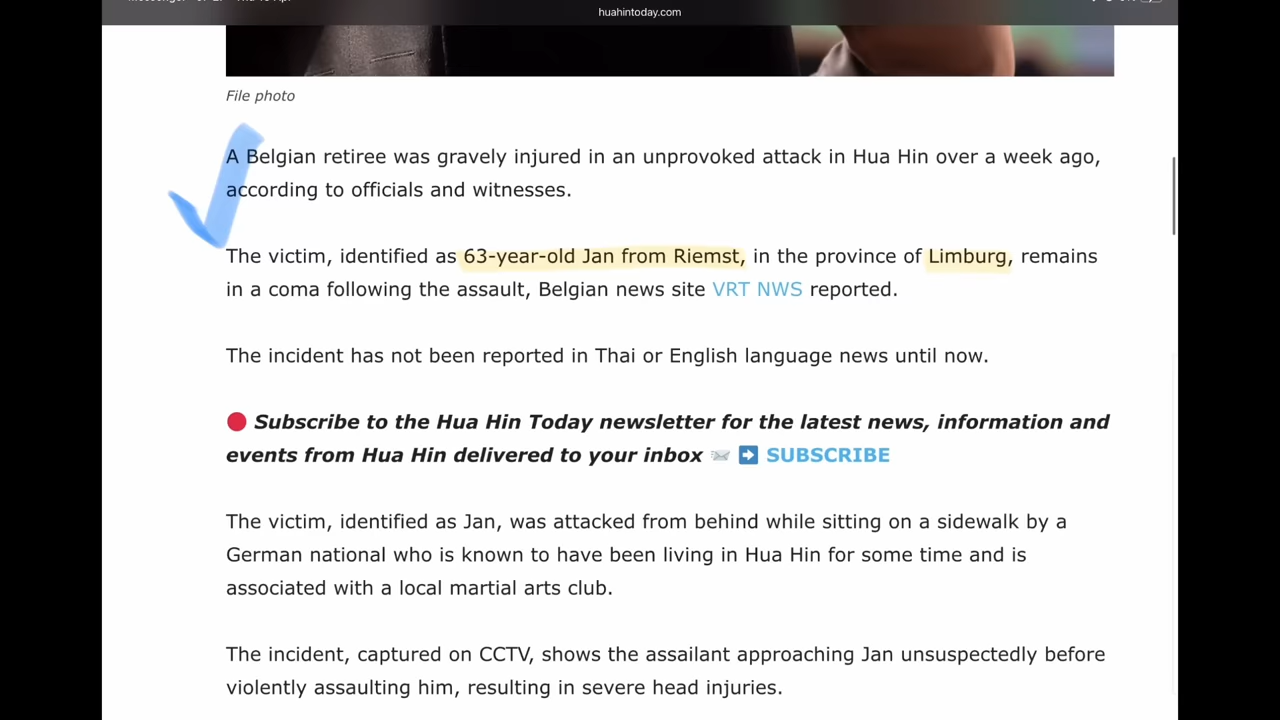 huahintoday.com
File photo
A Belgian retiree was gravely injured in an unprovoked attack in Hua Hin over a week ago,
according to officials and witnesses.
The victim, identified as 63-year-old Jan from Riemst, in the province of Limburg, remains
in a coma following the assault, Belgian news site VRT NWS reported.
The incident has not been reported in Thai or English language news until now.
Subscribe to the Hua Hin Today newsletter for the latest news, information and
events from Hua Hin delivered to your inbox SUBSCRIBE
The victim, identified as Jan, was attacked from behind while sitting on a sidewalk by a
German national who is known to have been living in Hua Hin for some time and is
associated with a local martial arts club.
The incident, captured on CCTV, shows the assailant approaching Jan unsuspectedly before
violently assaulting him, resulting in severe head injuries.